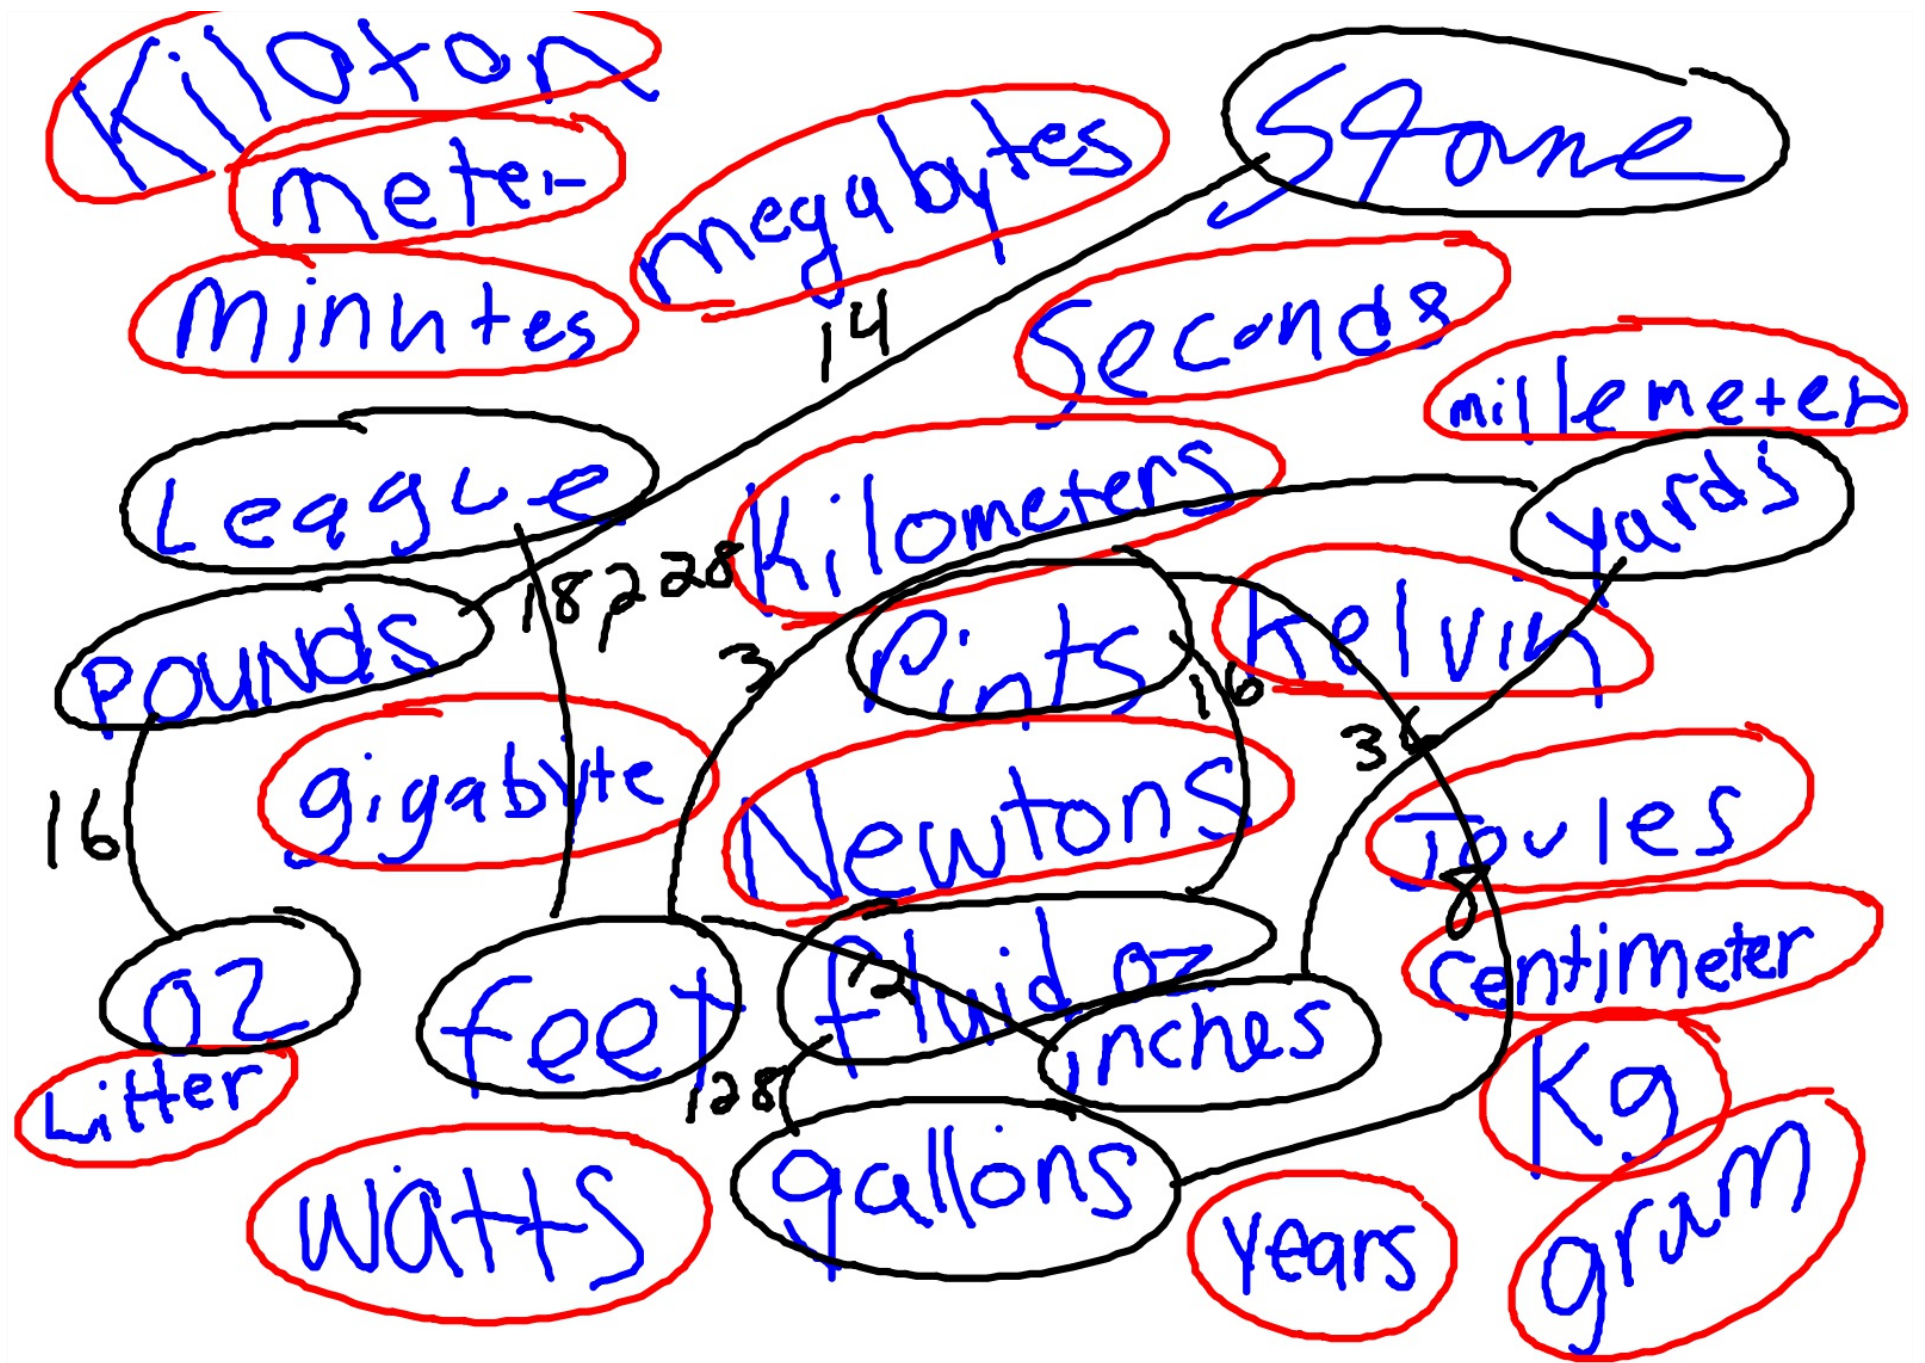 Kiloton
Stone
meter
megabytes
minutes
Seconds
14
millemeter
League
Kilometers
yards
18228
Pounds
3
Pints
16
Kelvin
36
gigabyte
Newtons
Joules
16
8
centimeter
oz
feet
fluid oz
12
inches
Litter
128
Kg
gallons
watts
years
gram